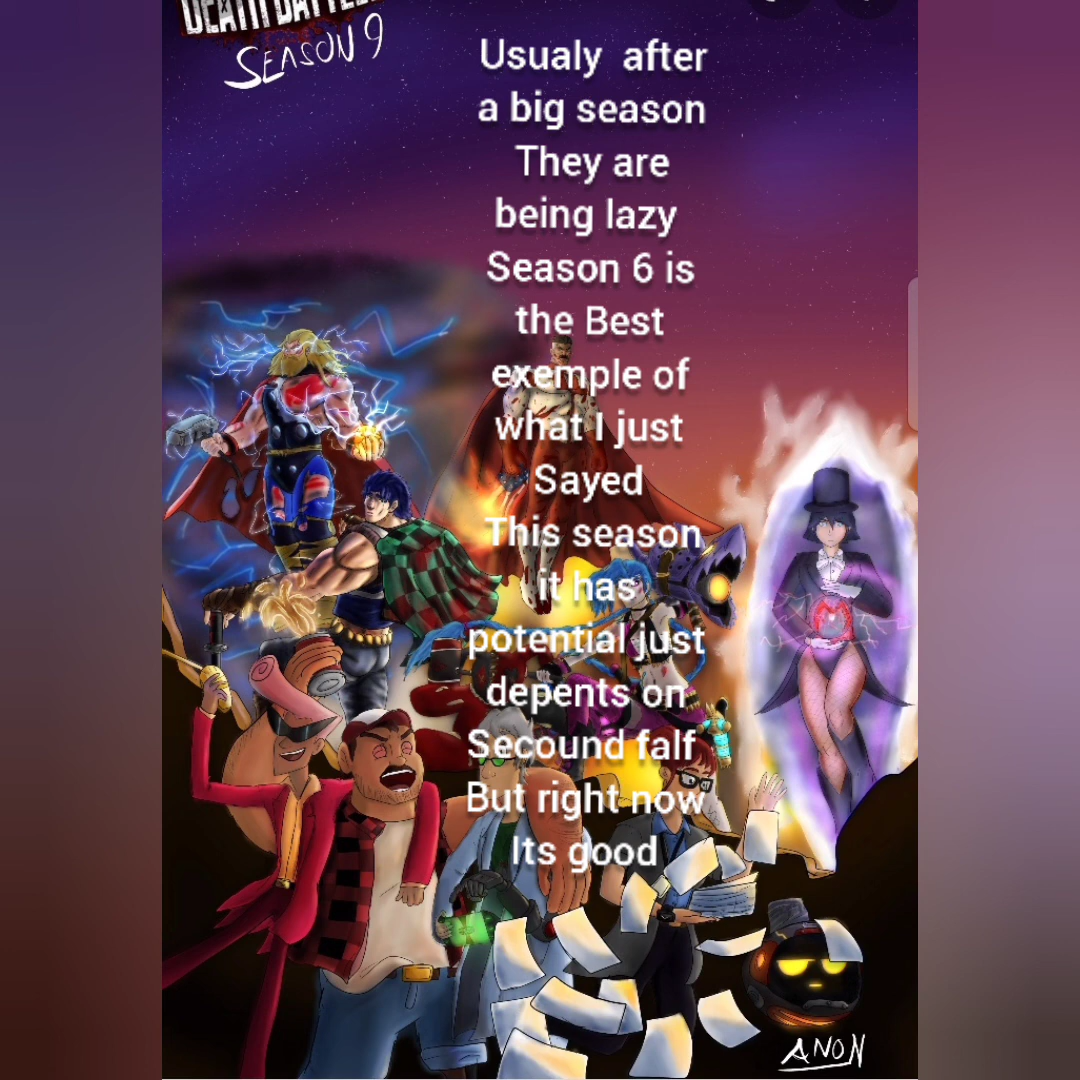 DEATH BATTLE
SEASON 9
Usualy after
a big season
They are
being lazy
Season 6 is
the Best
exemple of
what I just
Sayed
This season
it has
potential just
depents on
Secound falf
But right now
Its good
ANON